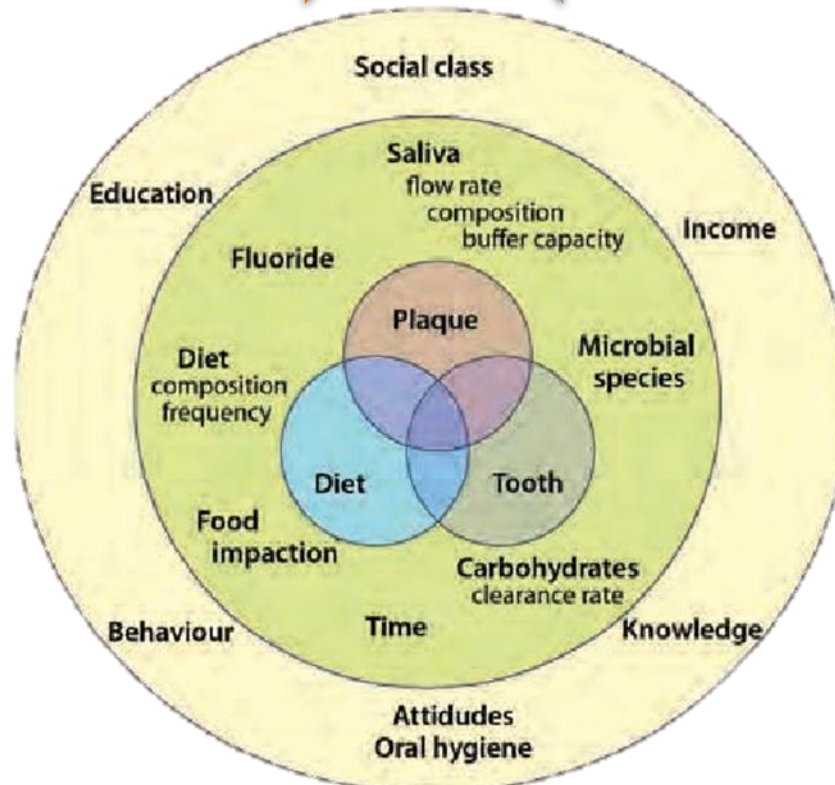 Social class
Education
Income
Saliva
flow rate
composition
buffer capacity
Fluoride
Plaque
Diet
composition
frequency
Microbial
species
Diet
Tooth
Food
impaction
Carbohydrates
clearance rate
Time
Behaviour
Knowledge
Attidudes
Oral hygiene